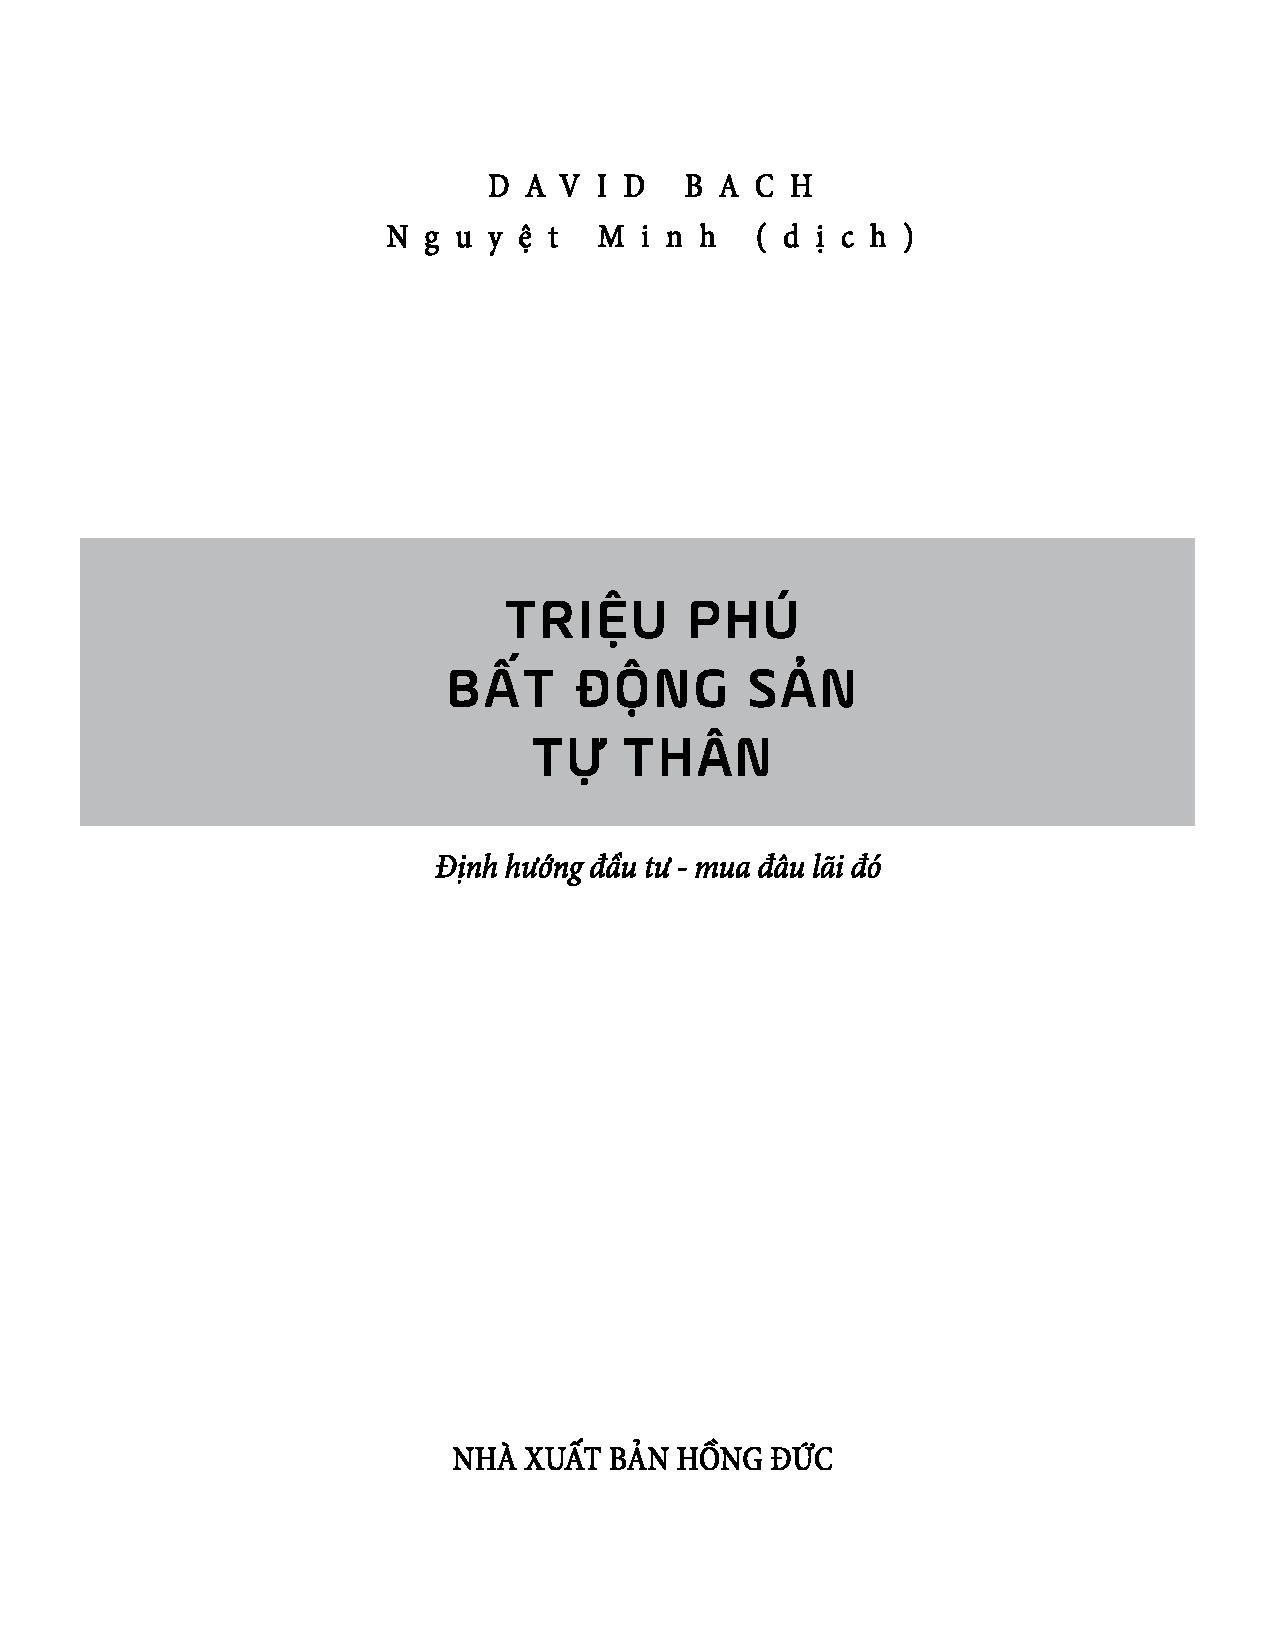 DAVID BACH
Nguyệt Minh (dịch)
TRIỆU PHÚ
BẤT ĐỘNG SẢN
TỰ THÂN
Định hướng đầu tư - mua đâu lãi đó
NHÀ XUẤT BẢN HỒNG ĐỨC